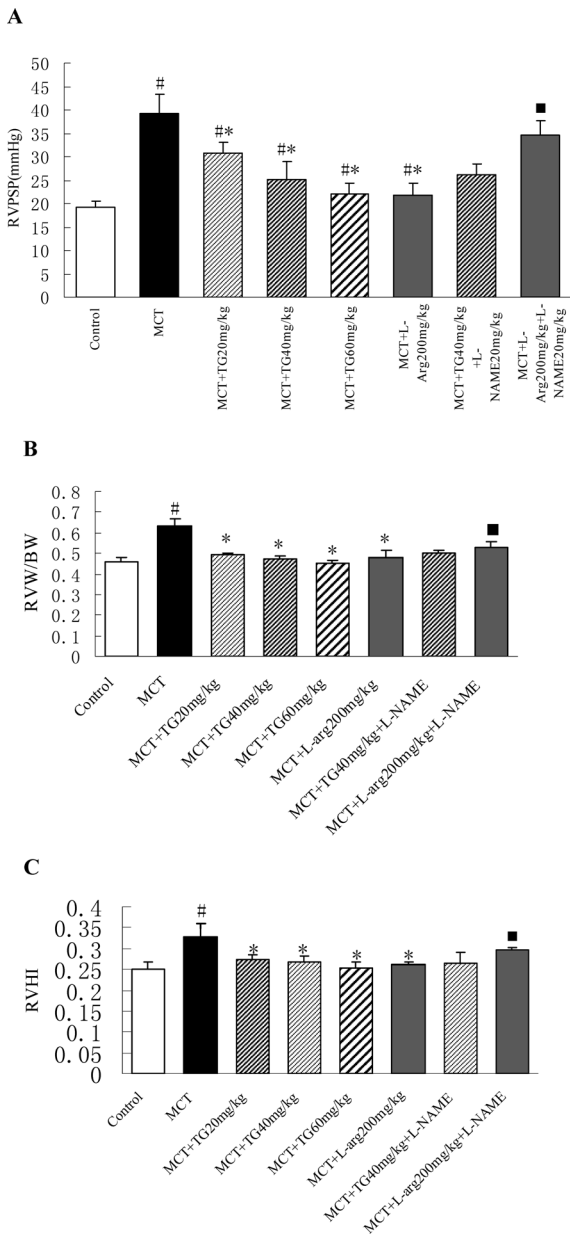 A
RVPSP(mmHg)
50
45
40
35
30
25
20
15
10
5
0
#
#*
#*
#*
#*
■
Control
MCT
MCT+TG20mg/kg
MCT+TG40mg/kg
MCT+TG60mg/kg
MCT+L-
Arg200mg/kg)
MCT+TG40mg/kg
+L-
NAME20mg/kg
MCT+L-
Arg200mg/kg+L-
NAME20mg/kg)
B
RVW/BW
0.8
0.7
0.6
0.5
0.4
0.3
0.2
0.1
0
#
*
*
*
*
■
Control
MCT
MCT+TG20mg/kg
MCT+TG40mg/kg
MCT+TG60mg/kg
MCT+L-arg200mg/kg
MCT+TG40mg/kg+L-NAME
MCT+L-arg200mg/kg+L-NAME
C
RVHI
0.4
0.35
0.3
0.25
0.2
0.15
0.1
0.05
0
#
*
*
*
*
■
Control
MCT
MCT+TG20mg/kg
MCT+TG40mg/kg
MCT+TG60mg/kg
MCT+L-arg200mg/kg
MCT+TG40mg/kg+L-NAME
MCT+L-arg200mg/kg+L-NAME